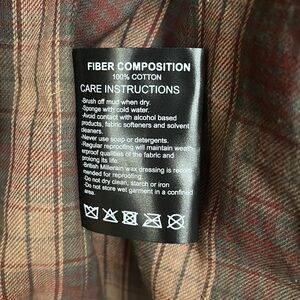 FIBER COMPOSITION
100% COTTON
CARE INSTRUCTIONS
-Brush off mud when dry.
-Sponge with cold water.
-Avoid contact with alcohol based
products, fabric softeners and solvent
cleaners.
-Never use soap or detergents.
-Regular reproofing will maintain weath-
erproof qualities of the fabric and
prolong its life.
-British Millerain wax dressing is recom-
mended for reproofing.
-Do not dry clean, starch or iron
-Do not store wet garment in a confined
area.